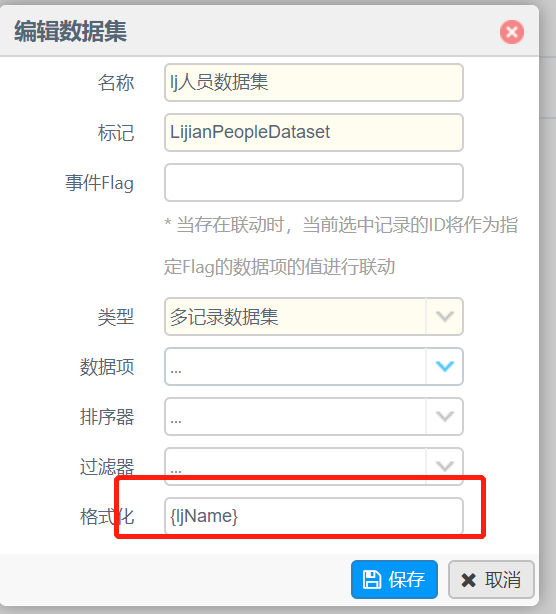 编辑数据集
名称 lj人员数据集
标记 LijianPeopleDataset
事件Flag
* 当存在联动时，当前选中记录的ID将作为指
定Flag的数据项的值进行联动
类型 多记录数据集
数据项 ...
排序器 ...
过滤器 ...
格式化 {ljName}
保存 取消